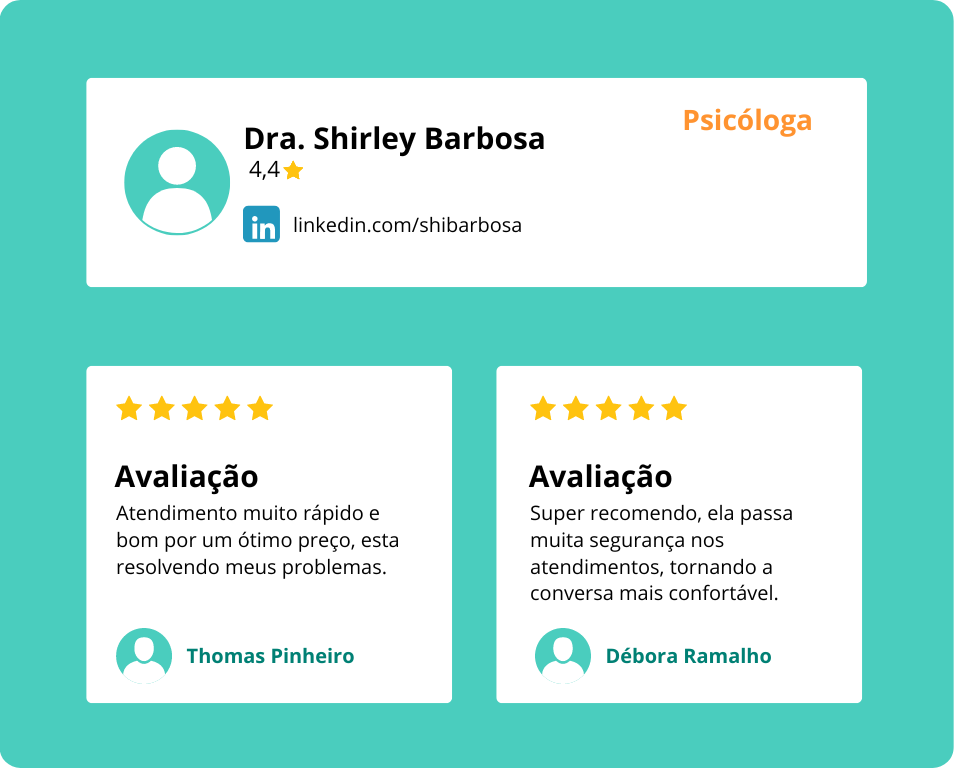 Dra. Shirley Barbosa
Psicóloga
4,4
in linkedin.com/shibarbosa
Avaliação
Atendimento muito rápido e
bom por um ótimo preço, esta
resolvendo meus problemas.
Thomas Pinheiro
Avaliação
Super recomendo, ela passa
muita segurança nos
atendimentos, tornando a
conversa mais confortável.
Débora Ramalho